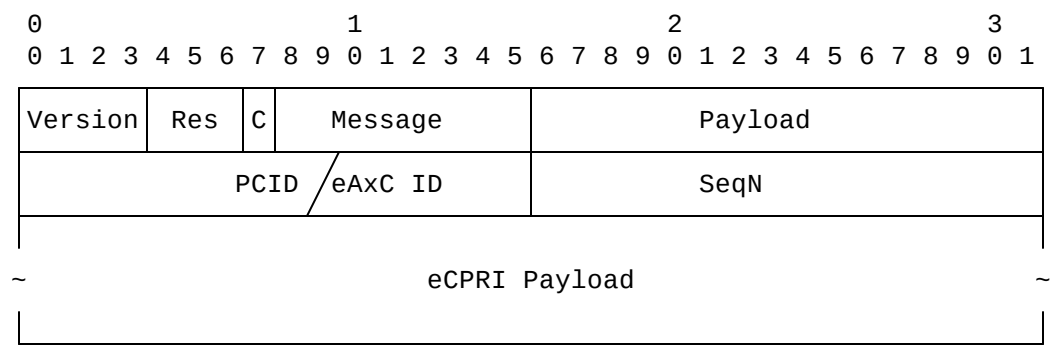 0 1 2 3
0 1 2 3 4 5 6 7 8 9 0 1 2 3 4 5 6 7 8 9 0 1 2 3 4 5 6 7 8 9 0 1
Version Res C Message Payload
PCID /eAxC ID SeqN
~ eCPRI Payload ~